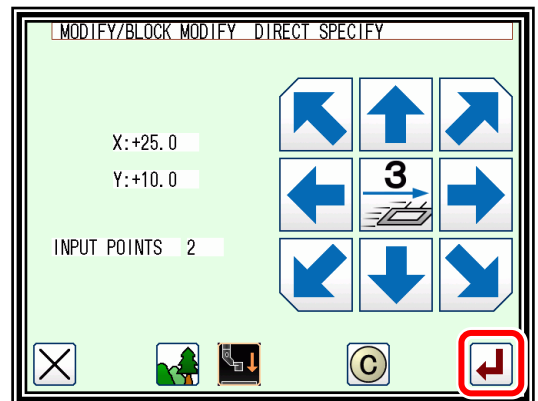 MODIFY/BLOCK MODIFY DIRECT SPECIFY
X:+25.0
Y:+10.0
3
INPUT POINTS 2
C